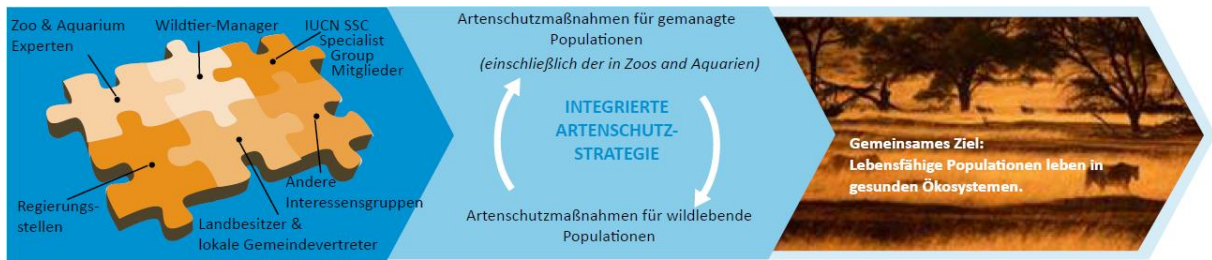 Zoo & Aquarium
Experten
Wildtier-Manager
IUCN SSC
Specialist
Group
Mitglieder
Regierungs-
stellen
Landbesitzer &
lokale Gemeindevertreter
Andere
Interessensgruppen
Artenschutzmaßnahmen für gemanagte
Populationen
(einschließlich der in Zoos and Aquarien)
INTEGRIERTE
ARTENSCHUTZ-
STRATEGIE
Artenschutzmaßnahmen für wildlebende
Populationen
Gemeinsames Ziel:
Lebensfähige Populationen leben in
gesunden Ökosystemen.